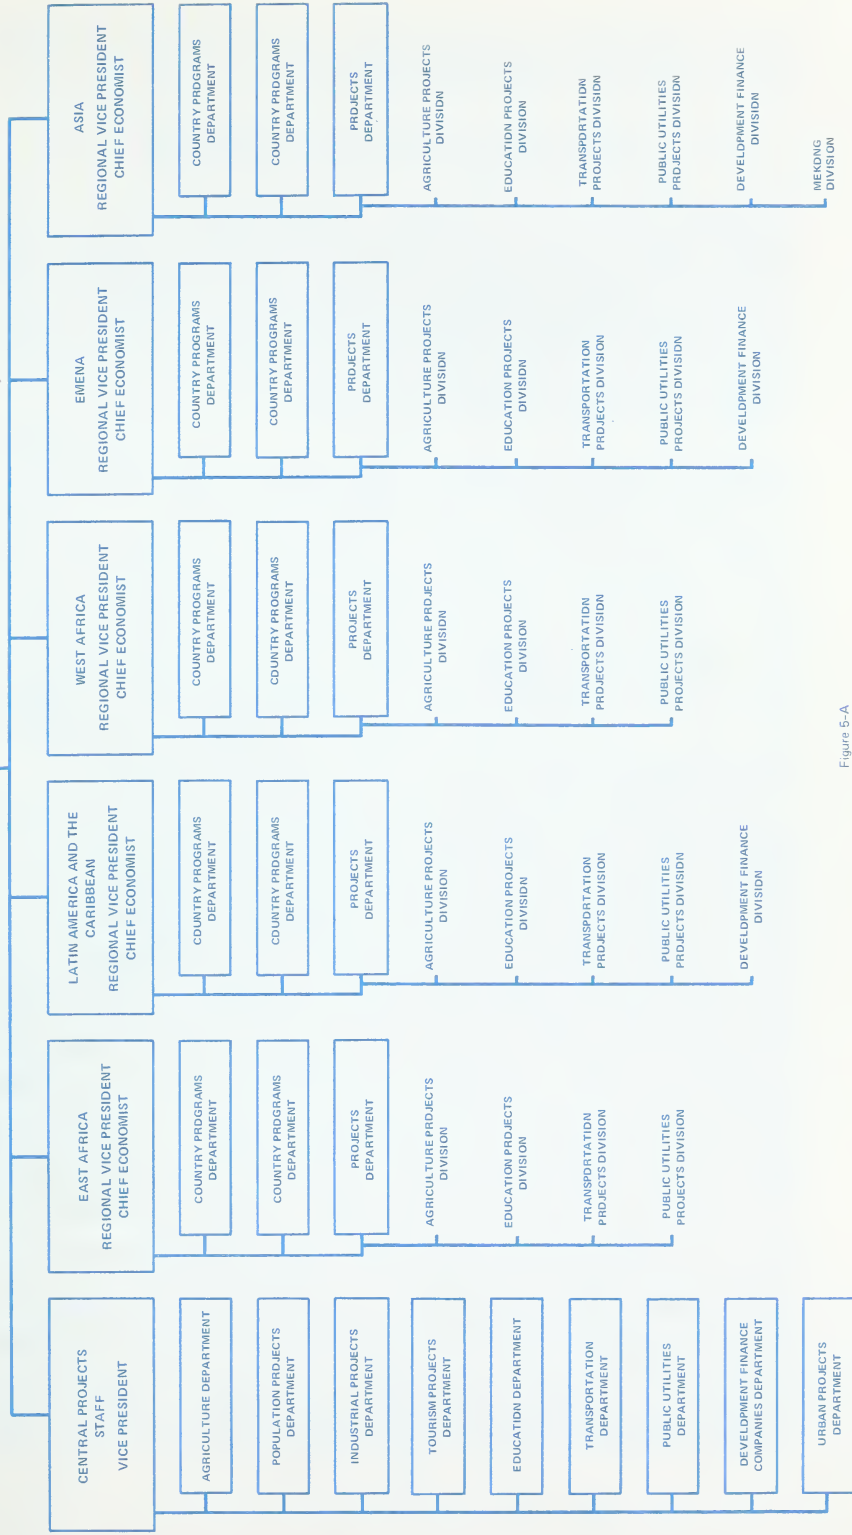 CENTRAL PROJECTS
STAFF
VICE PRESIDENT
AGRICULTURE DEPARTMENT
POPULATION PROJECTS
DEPARTMENT
INDUSTRIAL PROJECTS
DEPARTMENT
TOURISM PROJECTS
DEPARTMENT
EDUCATION DEPARTMENT
TRANSPORTATION
DEPARTMENT
PUBLIC UTILITIES
DEPARTMENT
DEVELOPMENT FINANCE
COMPANIES DEPARTMENT
URBAN PROJECTS
DEPARTMENT
EAST AFRICA
REGIONAL VICE PRESIDENT
CHIEF ECONOMIST
COUNTRY PROGRAMS
DEPARTMENT
COUNTRY PROGRAMS
DEPARTMENT
PROJECTS
DEPARTMENT
AGRICULTURE PROJECTS
DIVISION
EDUCATION PROJECTS
DIVISION
TRANSPORTATION
PROJECTS DIVISION
PUBLIC UTILITIES
PROJECTS DIVISION
LATIN AMERICA AND THE
CARIBBEAN
REGIONAL VICE PRESIDENT
CHIEF ECONOMIST
COUNTRY PROGRAMS
DEPARTMENT
COUNTRY PROGRAMS
DEPARTMENT
PROJECTS
DEPARTMENT
AGRICULTURE PROJECTS
DIVISION
EDUCATION PROJECTS
DIVISION
TRANSPORTATION
PROJECTS DIVISION
PUBLIC UTILITIES
PROJECTS DIVISION
DEVELOPMENT FINANCE
DIVISION
WEST AFRICA
REGIONAL VICE PRESIDENT
CHIEF ECONOMIST
COUNTRY PROGRAMS
DEPARTMENT
COUNTRY PROGRAMS
DEPARTMENT
PROJECTS
DEPARTMENT
AGRICULTURE PROJECTS
DIVISION
EDUCATION PROJECTS
DIVISION
TRANSPORTATION
PROJECTS DIVISION
PUBLIC UTILITIES
PROJECTS DIVISION
EMENA
REGIONAL VICE PRESIDENT
CHIEF ECONOMIST
COUNTRY PROGRAMS
DEPARTMENT
COUNTRY PROGRAMS
DEPARTMENT
PROJECTS
DEPARTMENT
AGRICULTURE PROJECTS
DIVISION
EDUCATION PROJECTS
DIVISION
TRANSPORTATION
PROJECTS DIVISION
PUBLIC UTILITIES
PROJECTS DIVISION
DEVELOPMENT FINANCE
DIVISION
ASIA
REGIONAL VICE PRESIDENT
CHIEF ECONOMIST
COUNTRY PROGRAMS
DEPARTMENT
COUNTRY PROGRAMS
DEPARTMENT
PROJECTS
DEPARTMENT
AGRICULTURE PROJECTS
DIVISION
EDUCATION PROJECTS
DIVISION
TRANSPORTATION
PROJECTS DIVISION
PUBLIC UTILITIES
PROJECTS DIVISION
DEVELOPMENT FINANCE
DIVISION
MEKONG
DIVISION
Figure 5-A